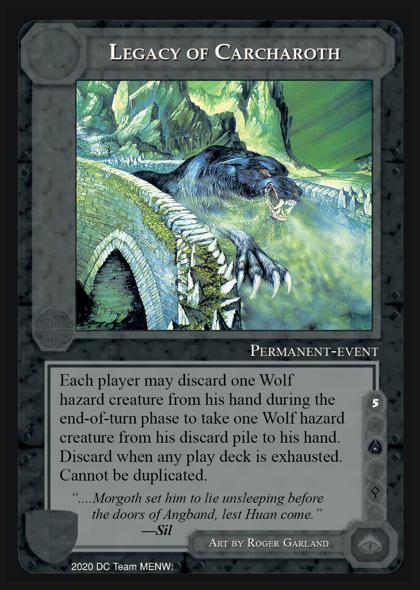 Legacy of Carcharoth
Permanent-event
Each player may discard one Wolf
hazard creature from his hand during the
end-of-turn phase to take one Wolf hazard
creature from his discard pile to his hand.
Discard when any play deck is exhausted.
Cannot be duplicated.
5
"....Morgoth set him to lie unsleeping before
the doors of Angband, lest Huan come."
—Sil
Art by Roger Garland
2020 DC Team MENW: